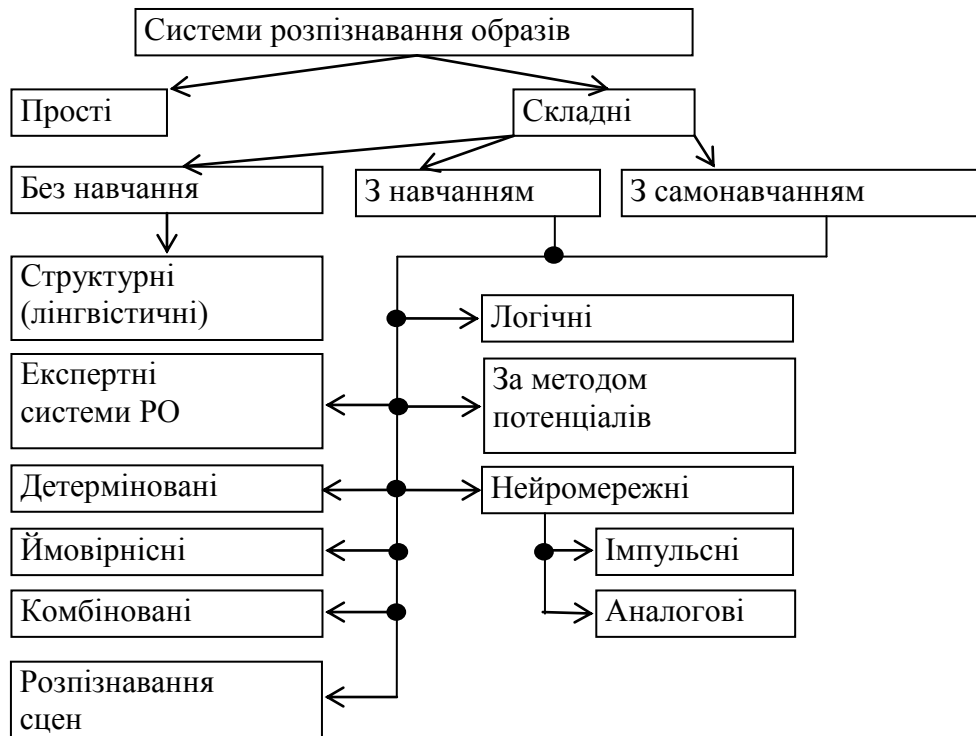 Системи розпізнавання образів
Прості
Складні
Без навчання
З навчанням
З самонавчанням
Структурні
(лінгвістичні)
Логічні
Експертні
системи РО
За методом
потенціалів
Детерміновані
Нейромережні
Ймовірнісні
Імпульсні
Комбіновані
Аналогові
Розпізнавання
сцен